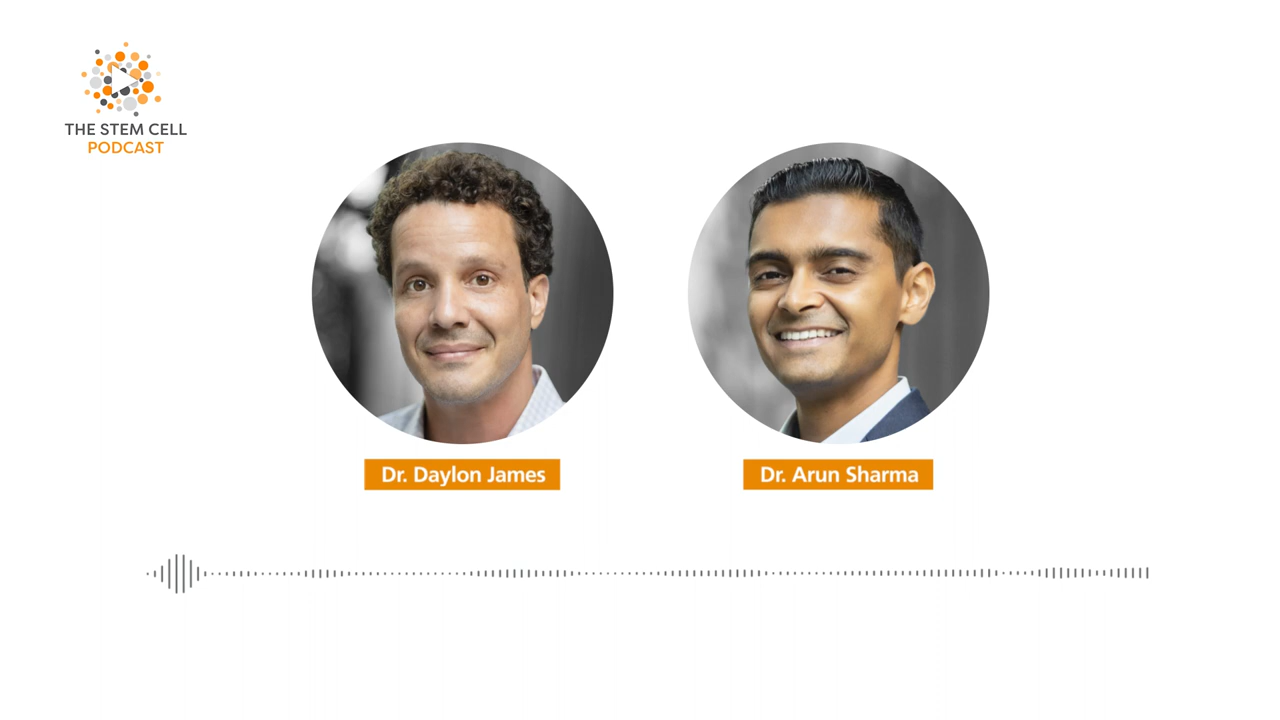 THE STEM CELL
PODCAST
Dr. Daylon James
Dr. Arun Sharma